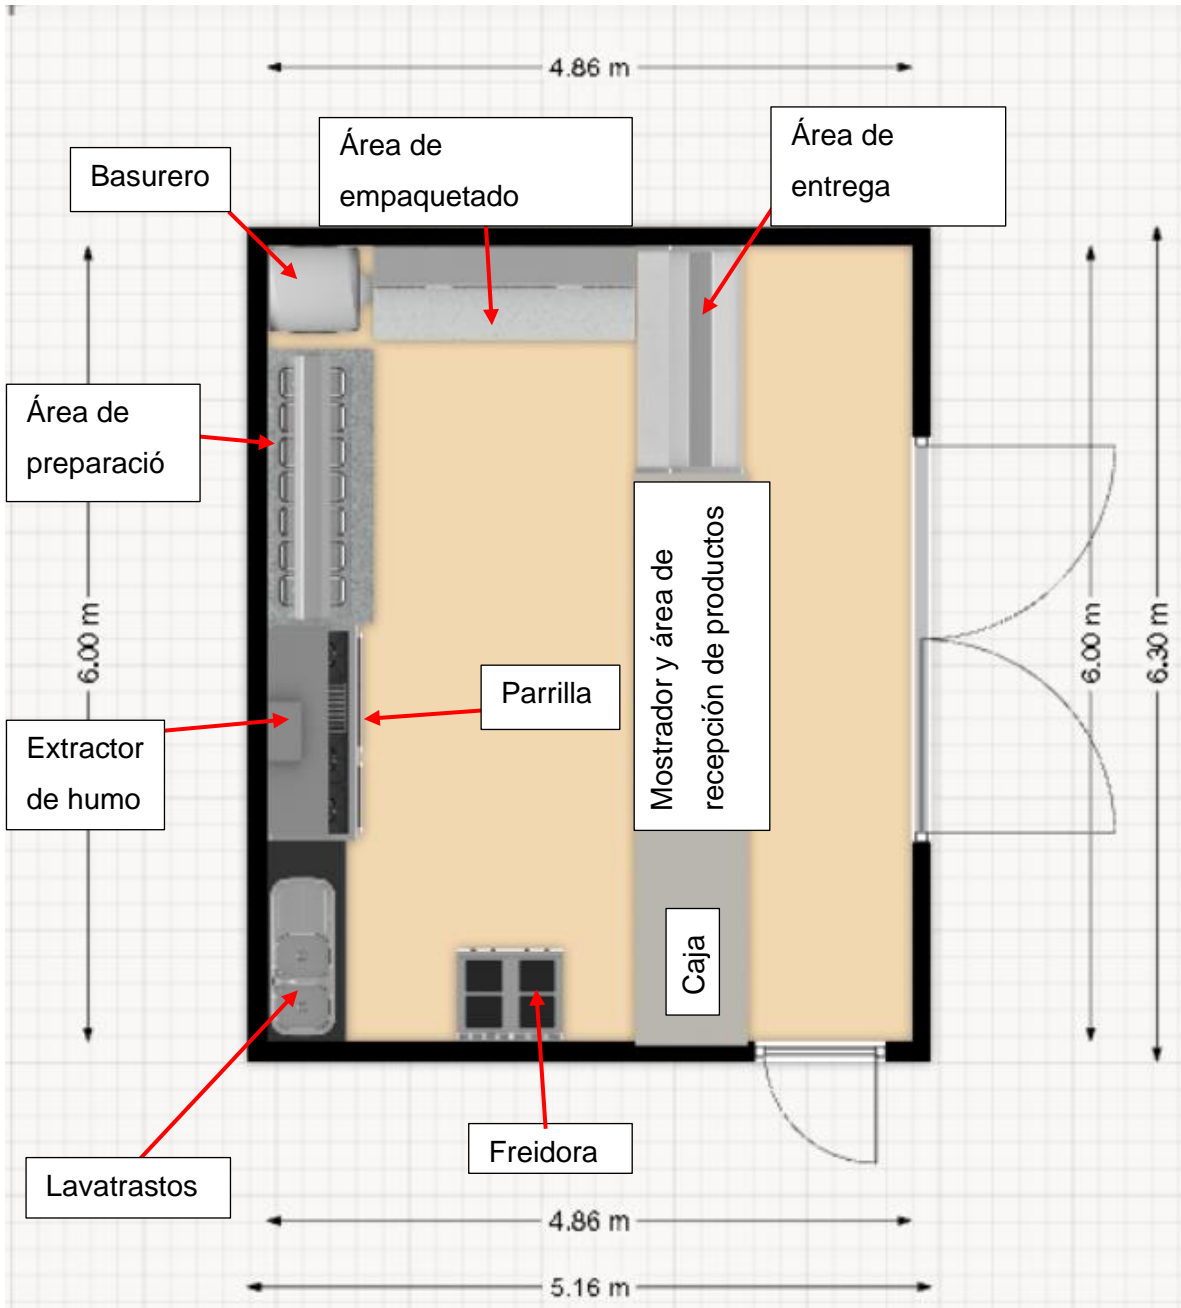 4.86 m
Área de
empaquetado
Área de
entrega
Basurero
Área de
preparació
6.00 m
Mostrador y área de
recepción de productos
6.00 m
6.30 m
Parrilla
Extractor
de humo
Caja
Freidora
Lavatrastos
4.86 m
5.16 m